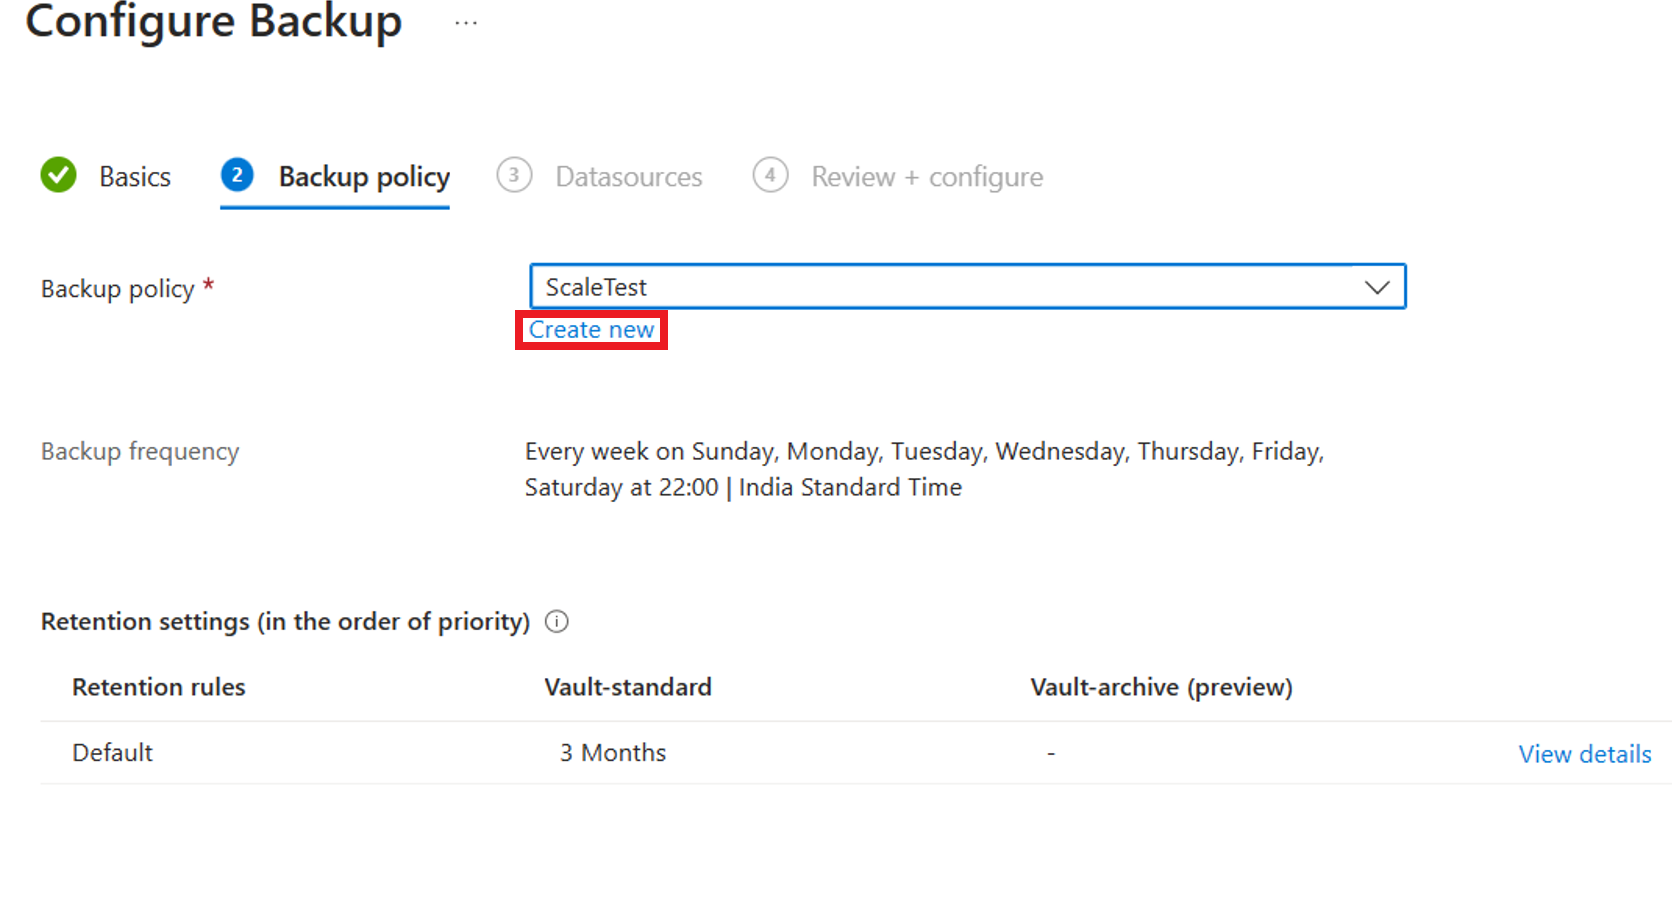 Configure Backup ...
Basics 2 Backup policy 3 Datasources 4 Review + configure
Backup policy * ScaleTest
Create new
Backup frequency Every week on Sunday, Monday, Tuesday, Wednesday, Thursday, Friday,
Saturday at 22:00 | India Standard Time
Retention settings (in the order of priority) i
Retention rules Vault-standard Vault-archive (preview)
Default 3 Months - View details